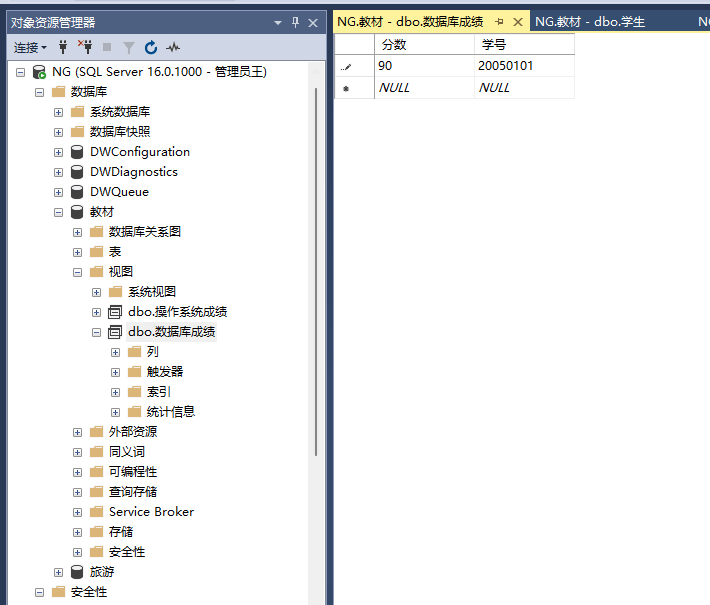 对象资源管理器
连接
NG (SQL Server 16.0.1000 - 管理员王)
数据库
系统数据库
数据库快照
DWConfiguration
DWDiagnostics
DWQueue
教材
数据库关系图
表
视图
系统视图
dbo.操作系统成绩
dbo.数据库成绩
列
触发器
索引
统计信息
外部资源
同义词
可编程性
查询存储
Service Broker
存储
安全性
旅游
安全性
NG.教材 - dbo.数据库成绩 NG.教材 - dbo.学生 N
分数 学号
90 20050101
NULL NULL